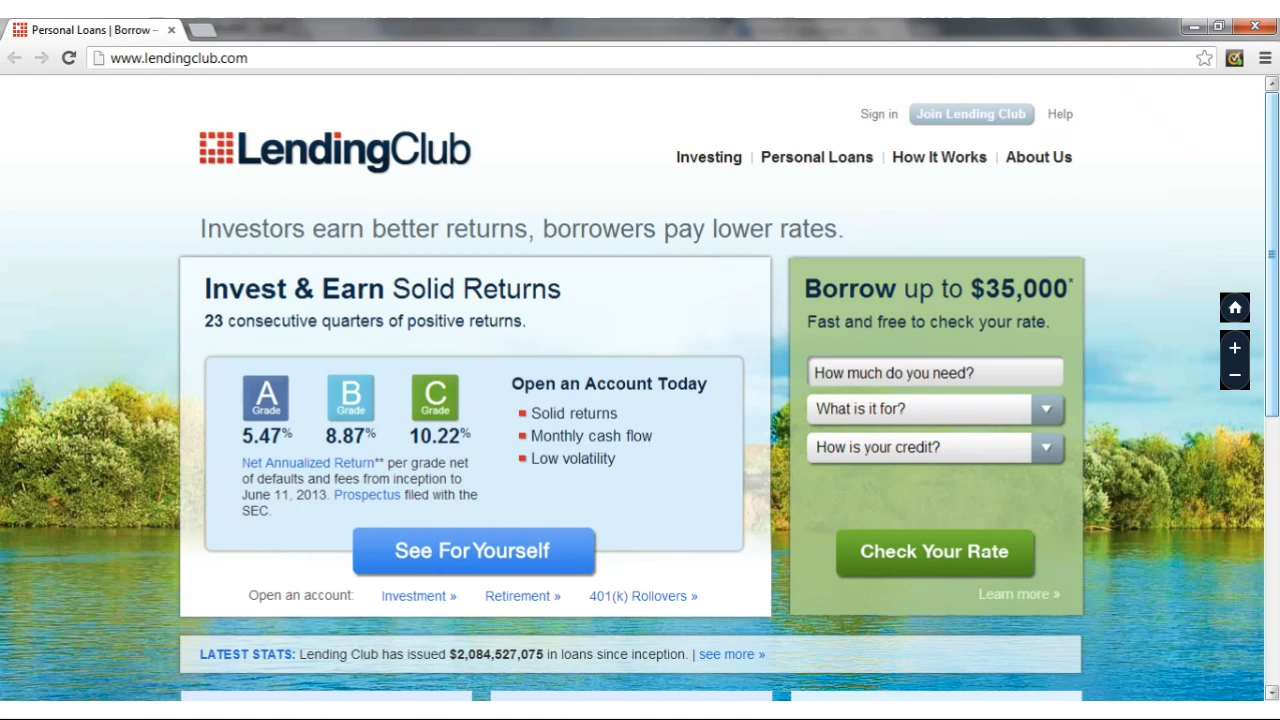 Personal Loans | Borrow –
www.lendingclub.com
Sign in Join Lending Club Help
LendingClub
Investing | Personal Loans | How It Works | About Us
Investors earn better returns, borrowers pay lower rates.
Invest & Earn Solid Returns
23 consecutive quarters of positive returns.
A Grade B Grade C Grade
5.47% 8.87% 10.22%
Net Annualized Return** per grade net
of defaults and fees from inception to
June 11, 2013. Prospectus filed with the
SEC.
Open an Account Today
Solid returns
Monthly cash flow
Low volatility
See For Yourself
Open an account: Investment » Retirement » 401(k) Rollovers »
Borrow up to $35,000*
Fast and free to check your rate.
How much do you need?
What is it for?
How is your credit?
Check Your Rate
Learn more »
LATEST STATS: Lending Club has issued $2,084,527,075 in loans since inception. | see more »